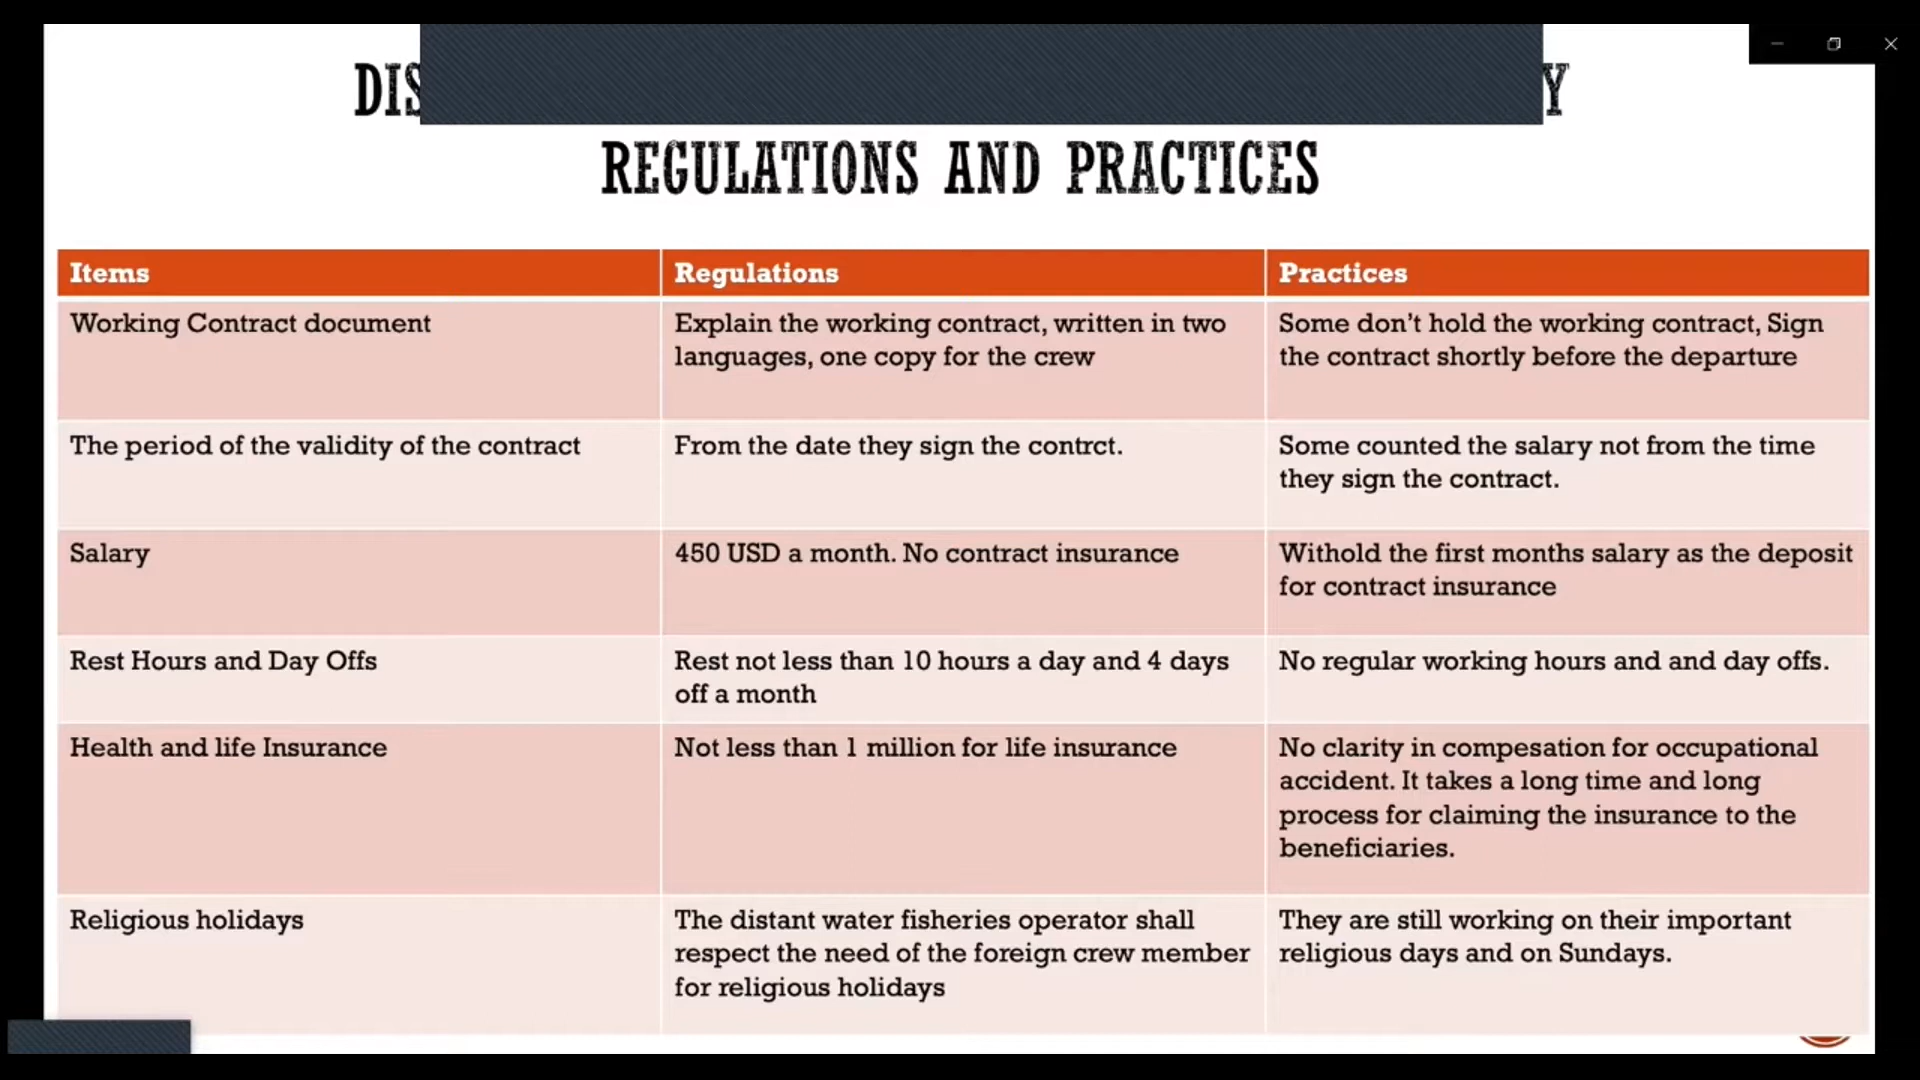 REGULATIONS AND PRACTICES
Items
Regulations
Practices
Working Contract document
Explain the working contract, written in two
languages, one copy for the crew
Some don't hold the working contract, Sign
the contract shortly before the departure
The period of the validity of the contract
From the date they sign the contrct.
Some counted the salary not from the time
they sign the contract.
Salary
450 USD a month. No contract insurance
Withold the first months salary as the deposit
for contract insurance
Rest Hours and Day Offs
Rest not less than 10 hours a day and 4 days
off a month
No regular working hours and and day offs.
Health and life Insurance
Not less than 1 million for life insurance
No clarity in compesation for occupational
accident. It takes a long time and long
process for claiming the insurance to the
beneficiaries.
Religious holidays
The distant water fisheries operator shall
respect the need of the foreign crew member
for religious holidays
They are still working on their important
religious days and on Sundays.